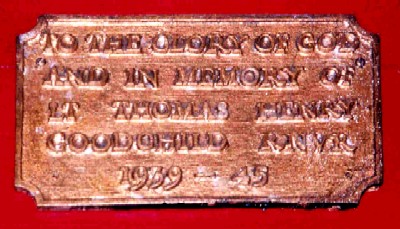 TO THE GLORY OF GOD
AND IN MEMORY OF
LT THOMAS HENRY
GOODCHILD R.A.N.V.R.
1939 — 45